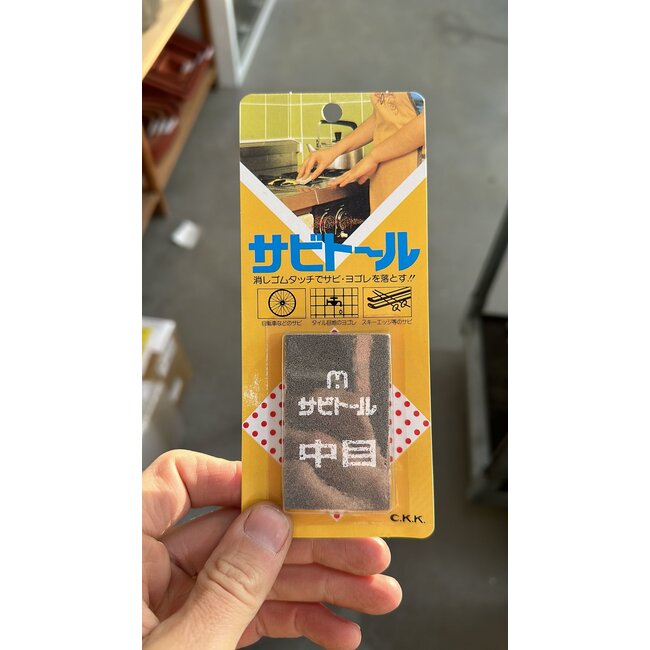 サビトール
消しゴムタッチでサビ・ヨゴレを落とす!!
自動車などのサビ
タイル目地のヨゴレ
スキーエッジ等のサビ
サビトール
中目
C.K.K.